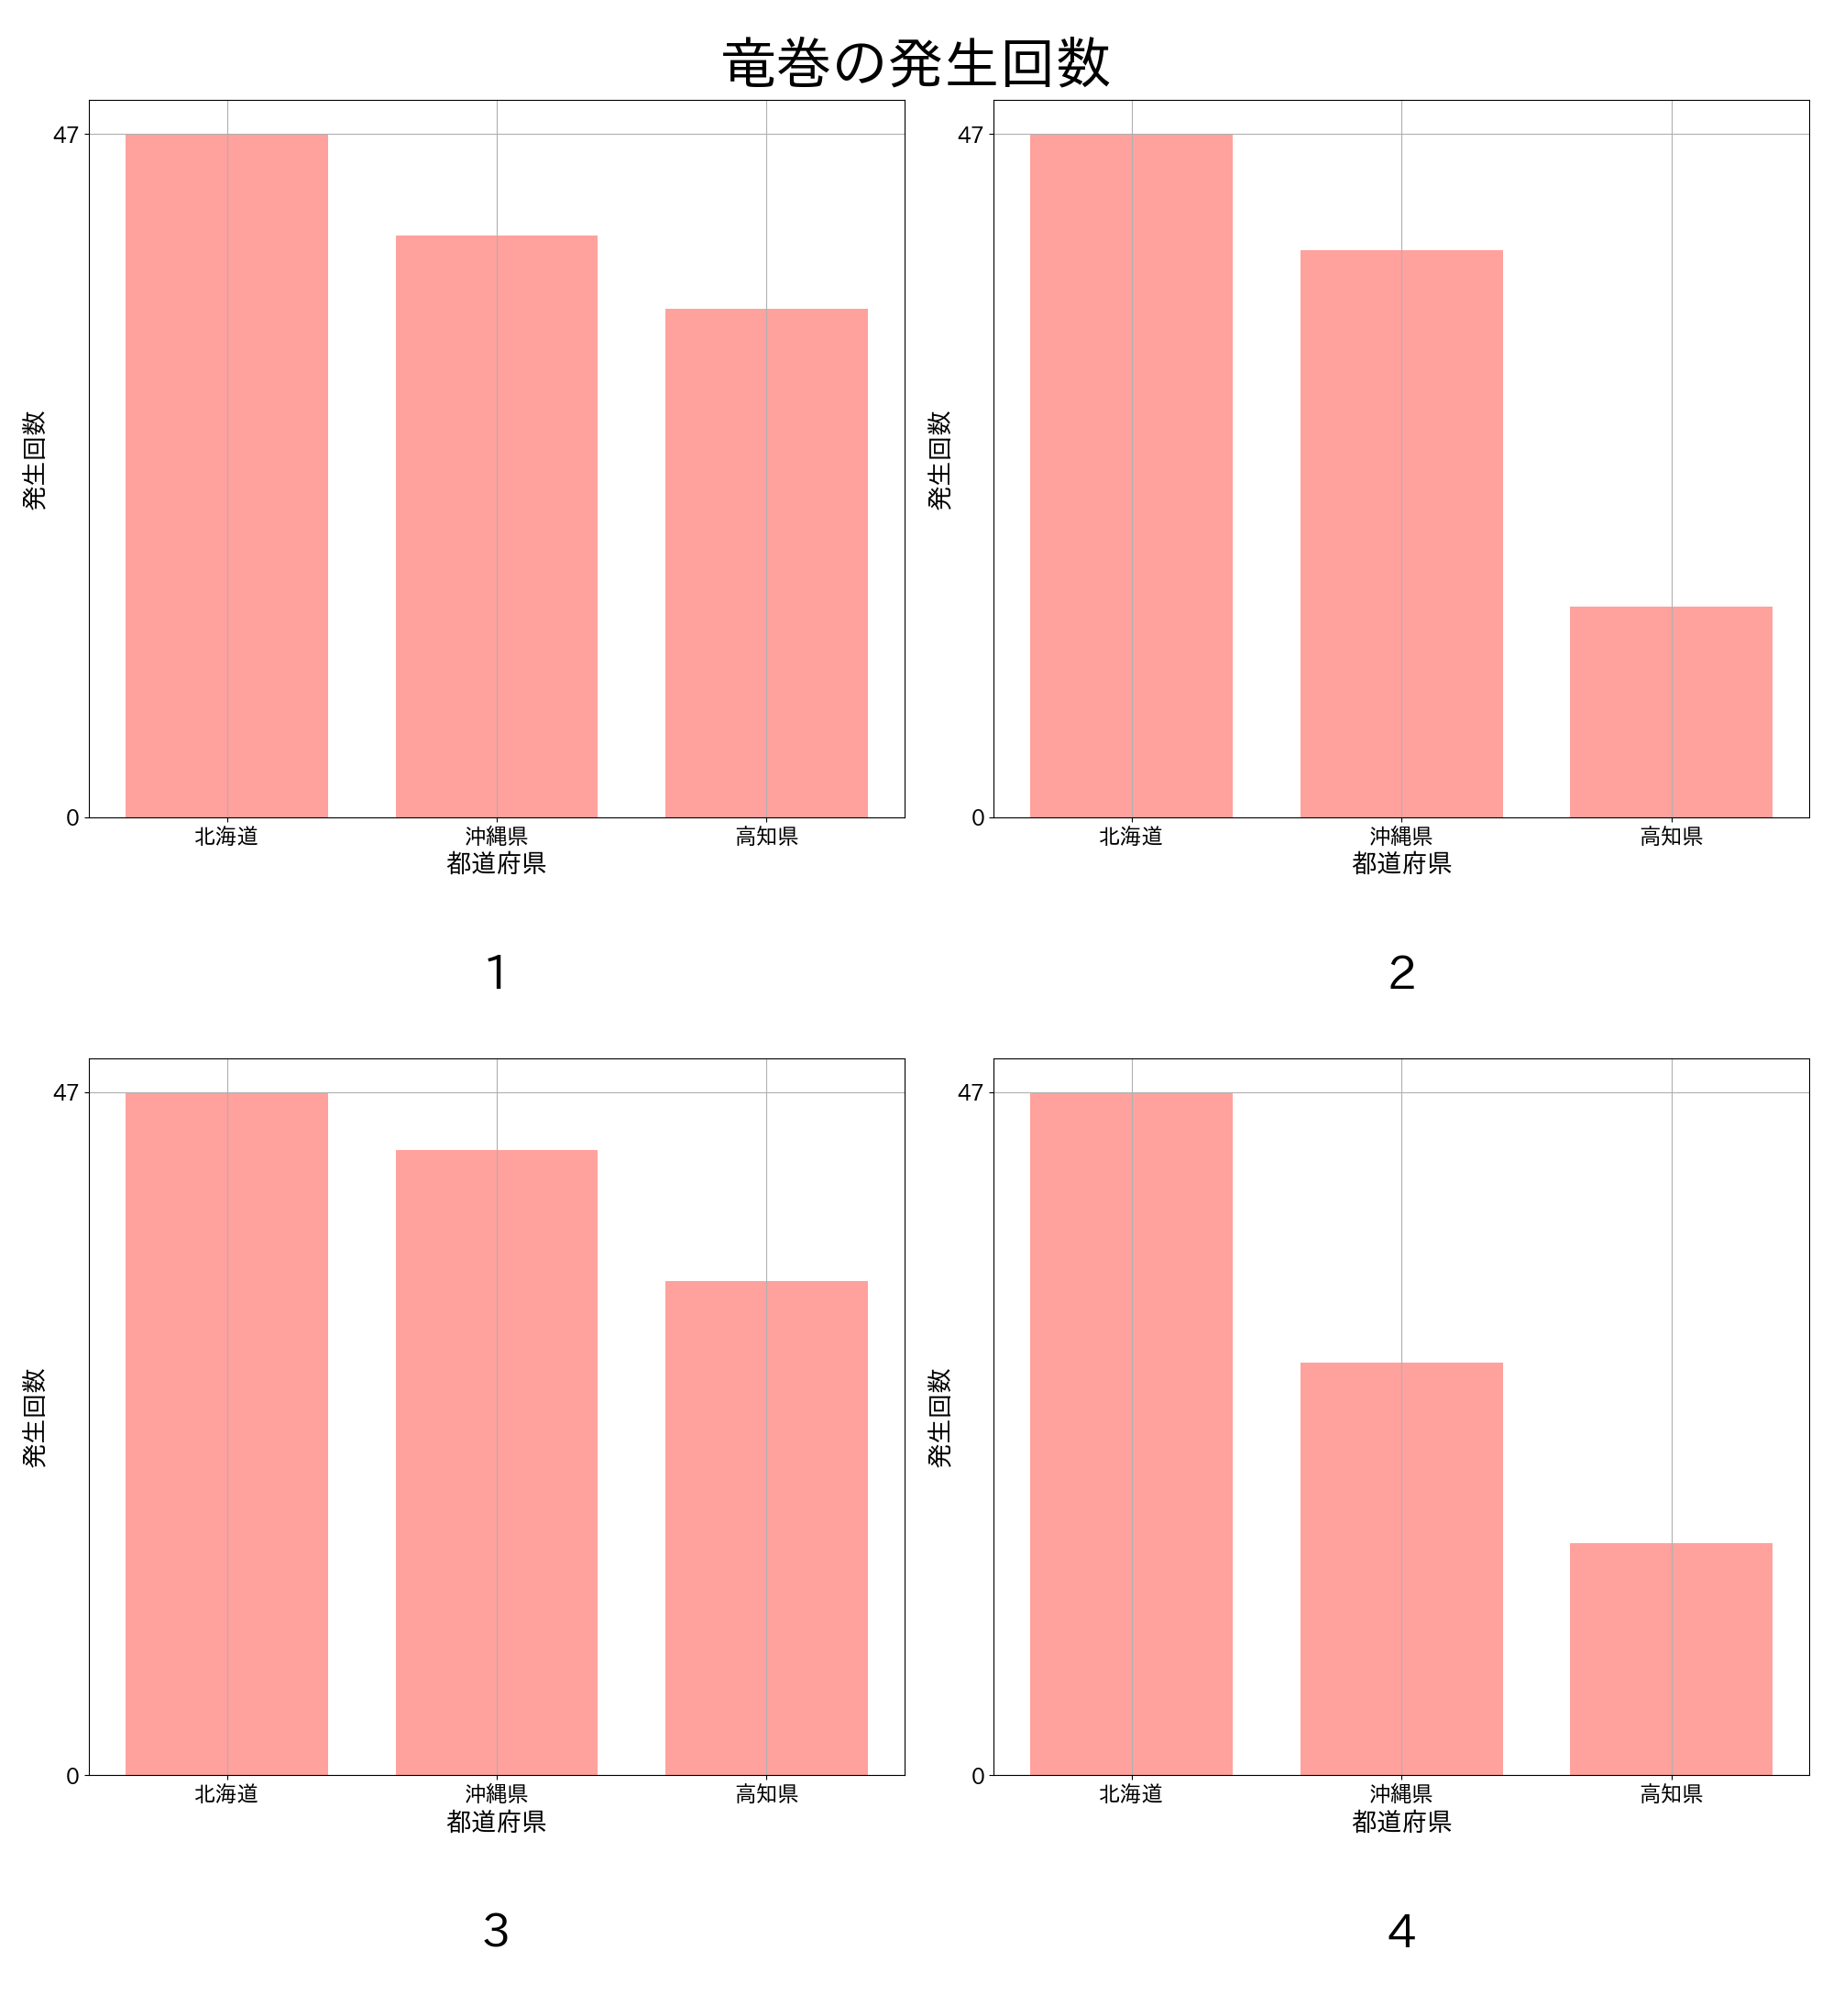 竜巻の発生回数
47
発生回数
0
北海道 沖縄県 高知県
都道府県
1
47
発生回数
0
北海道 沖縄県 高知県
都道府県
2
47
発生回数
0
北海道 沖縄県 高知県
都道府県
3
47
発生回数
0
北海道 沖縄県 高知県
都道府県
4